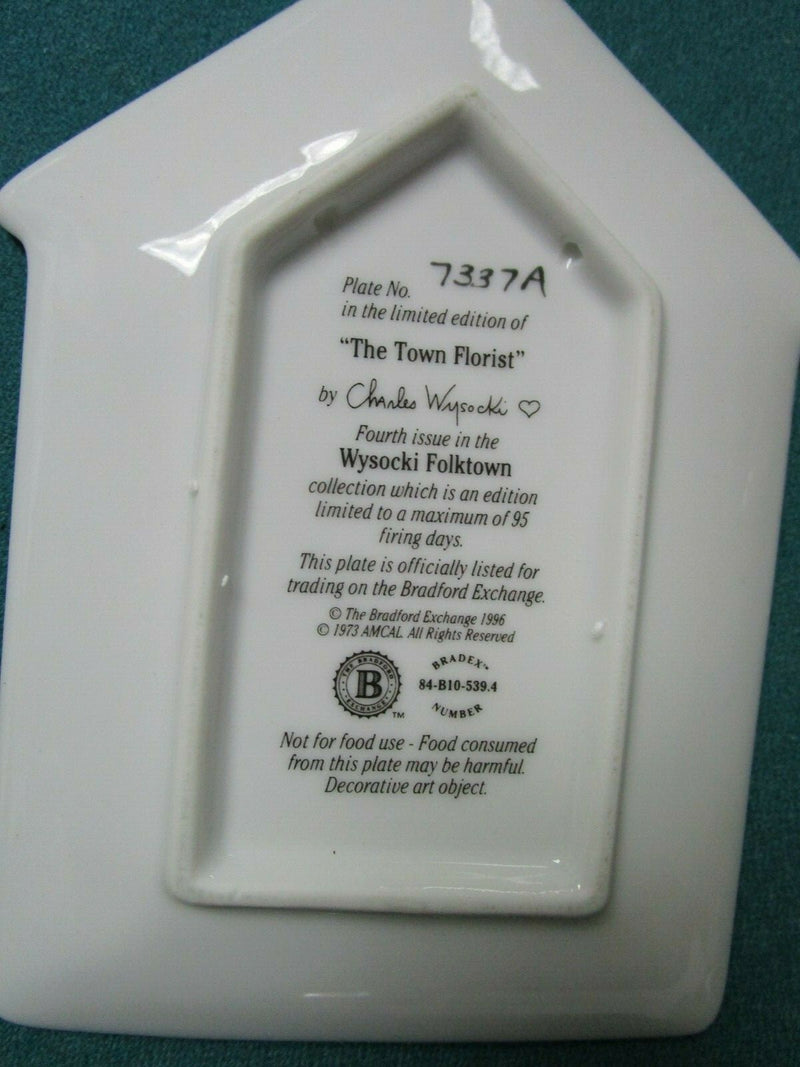 Plate No. 7337A
in the limited edition of
“The Town Florist”
by Charles Wysocki ♡
Fourth issue in the
Wysocki Folktown
collection which is an edition
limited to a maximum of 95
firing days.
This plate is officially listed for
trading on the Bradford Exchange.
© The Bradford Exchange 1996
© 1973 AMCAL All Rights Reserved
THE BRADFORD
B
EXCHANGE
TM
BRADEX™
84-B10-539.4
NUMBER
Not for food use - Food consumed
from this plate may be harmful.
Decorative art object.